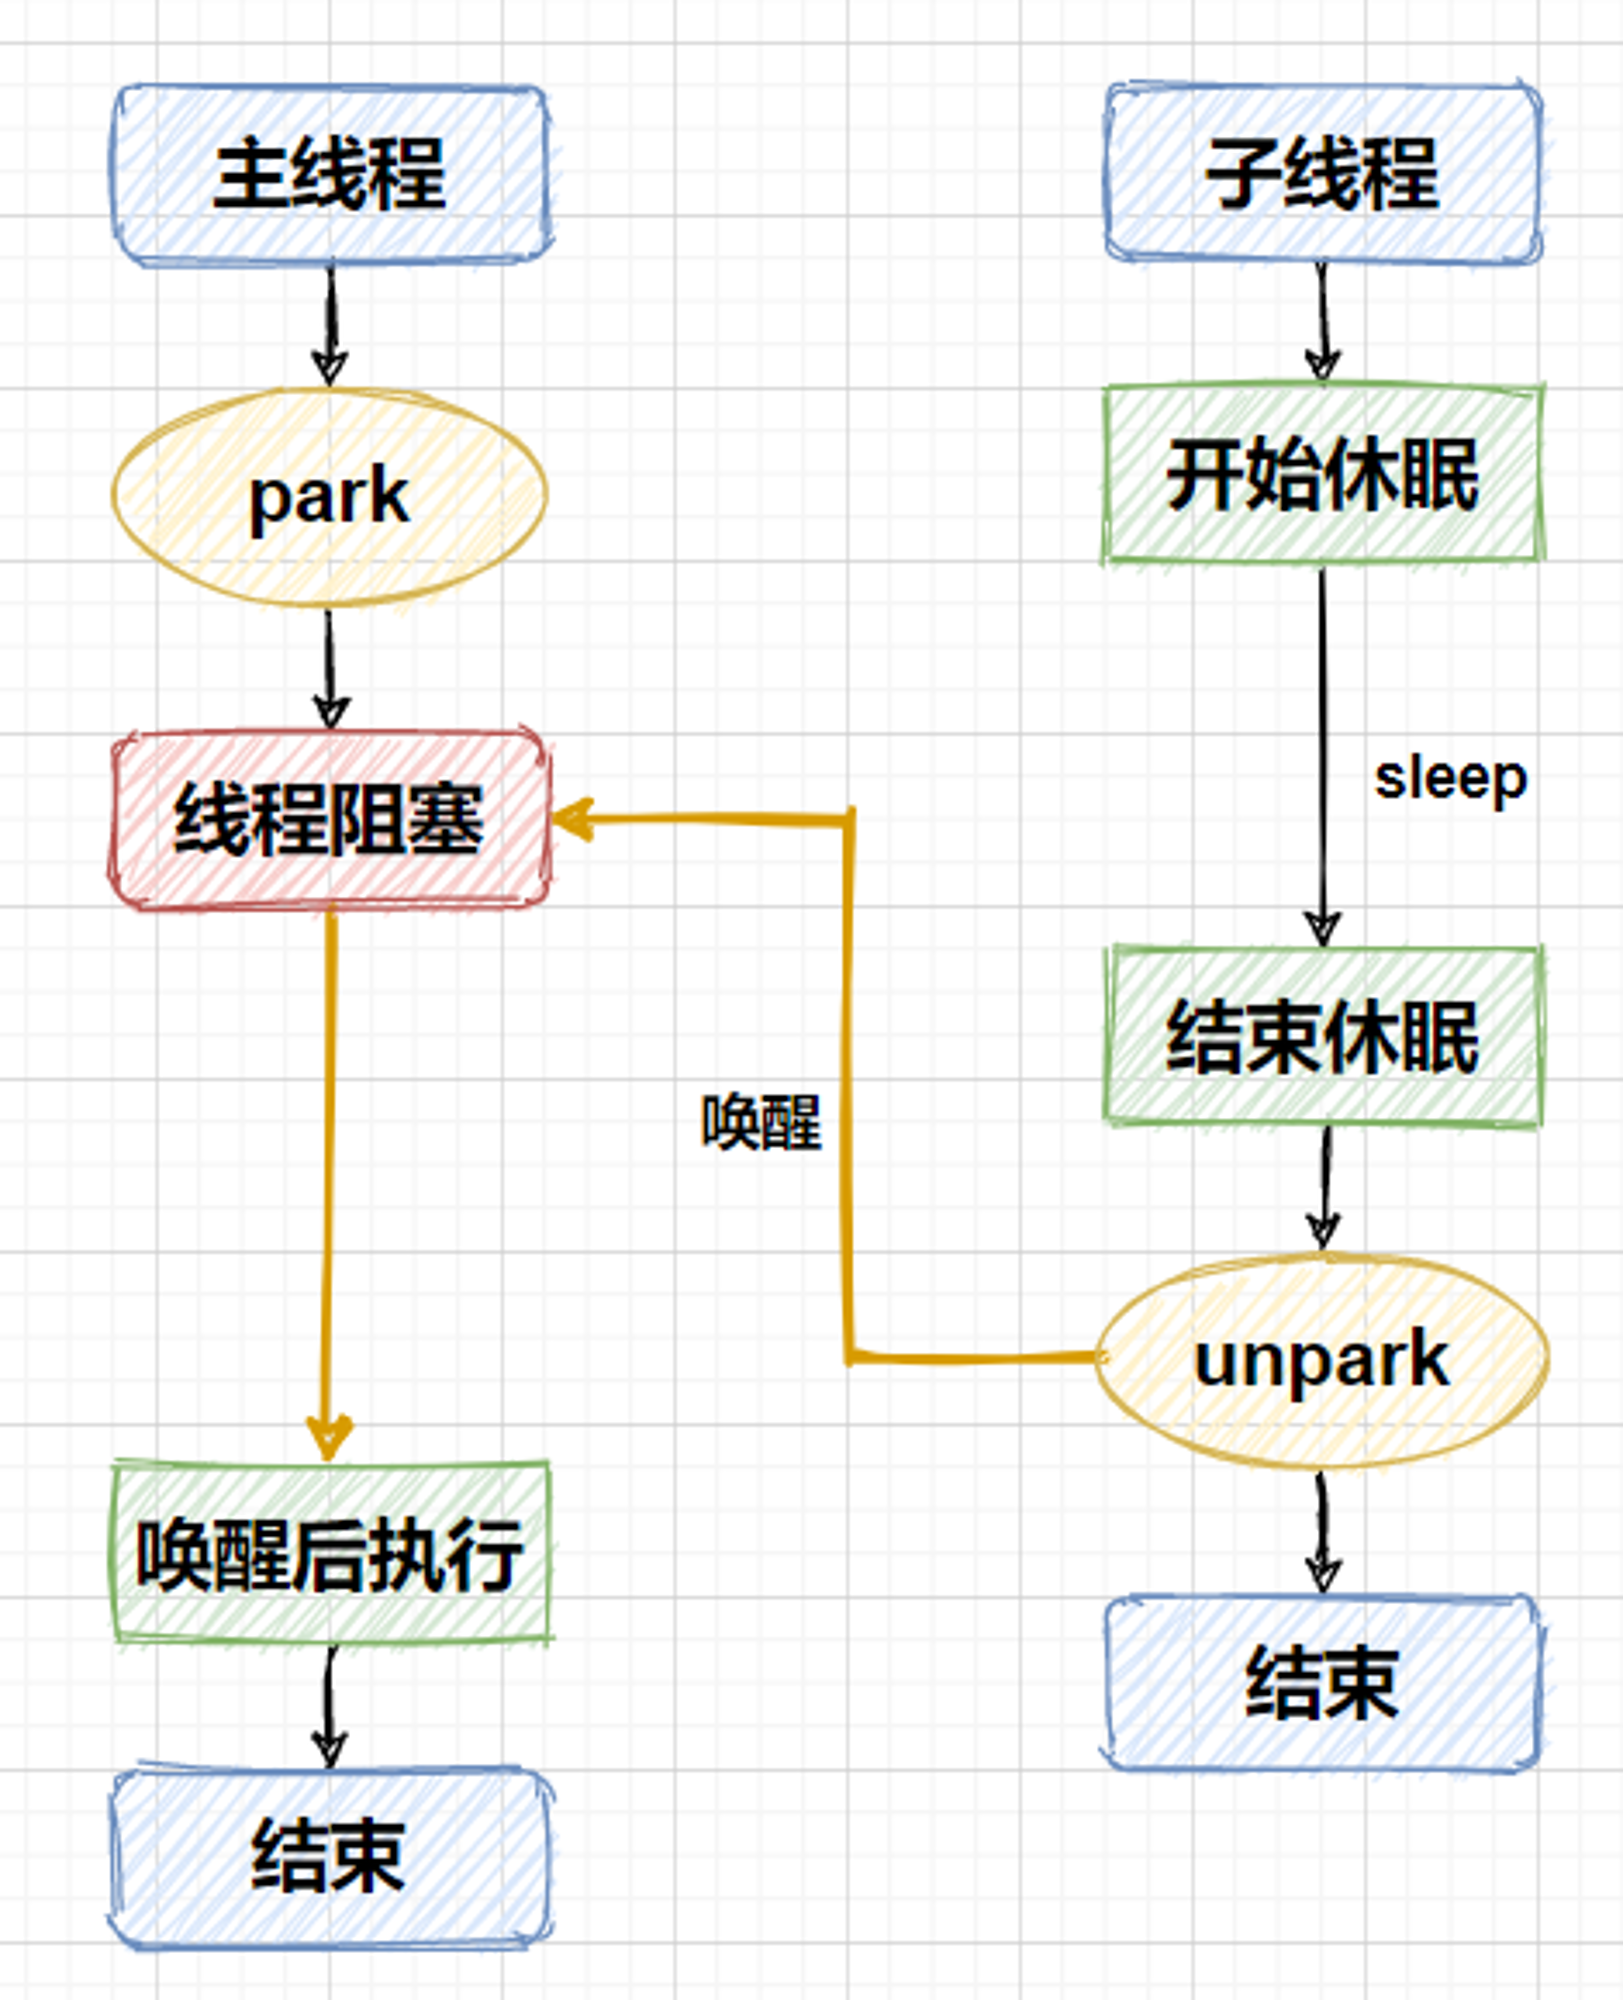 主线程
子线程
park
开始休眠
线程阻塞
sleep
结束休眠
唤醒
unpark
唤醒后执行
结束
结束